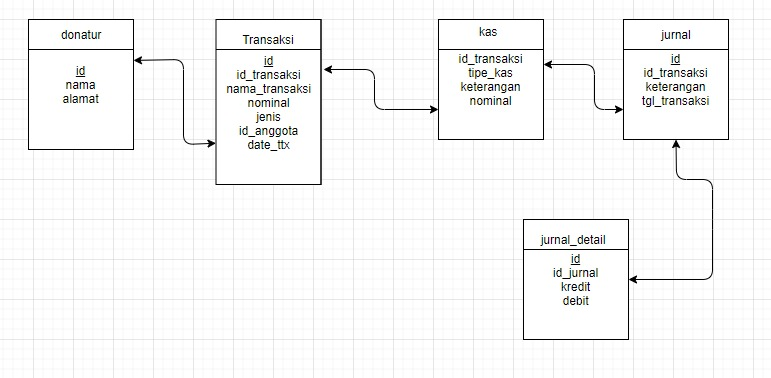 donatur
id
nama
alamat
Transaksi
id
id_transaksi
nama_transaksi
nominal
jenis
id_anggota
date_ttx
kas
id_transaksi
tipe_kas
keterangan
nominal
jurnal
id
id_transaksi
keterangan
tgl_transaksi
jurnal_detail
id
id_jurnal
kredit
debit